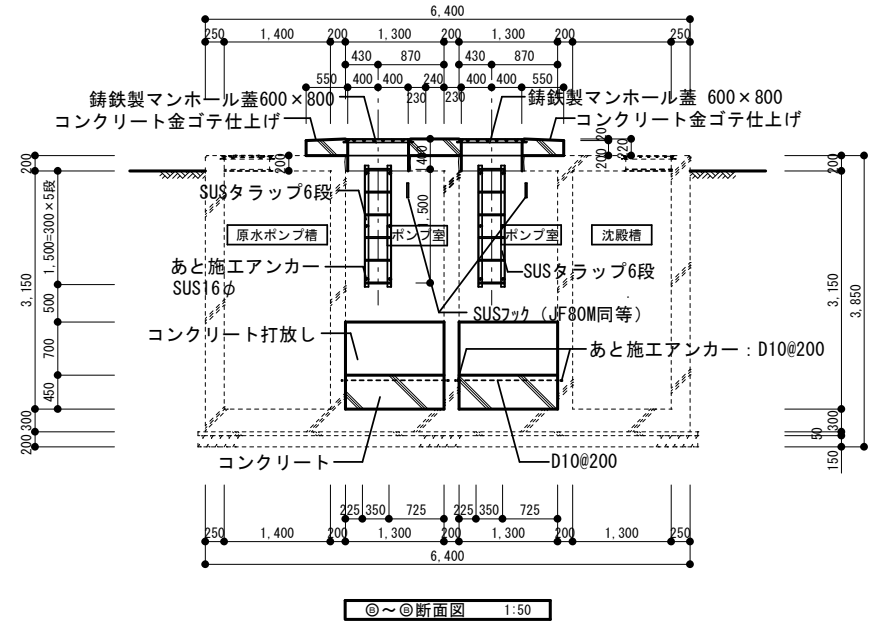 6,400
250 1,400 200 1,300 200 1,300 200 1,300 250
430 870 430 870
550 400 400 240 400 400 550
230 230
鋳鉄製マンホール蓋600×800 鋳鉄製マンホール蓋 600×800
コンクリート金ゴテ仕上げ コンクリート金ゴテ仕上げ
20
200 220
200 200 400 200
SUSタラップ6段
1,500
1,500=300×5段
原水ポンプ槽 ポンプ室 ポンプ室 沈殿槽
あと施工アンカー SUSタラップ6段
SUS16φ
3,150 500 3,150 3,850
SUSフック（JF80M同等）
コンクリート打放し
700
あと施工アンカー：D10@200
450
300 300
200 50
コンクリート D10@200
150
225 350 725 225 350 725
250 1,400 200 1,300 200 1,300 200 1,300 250
6,400
Ⓑ～Ⓑ断面図 1:50